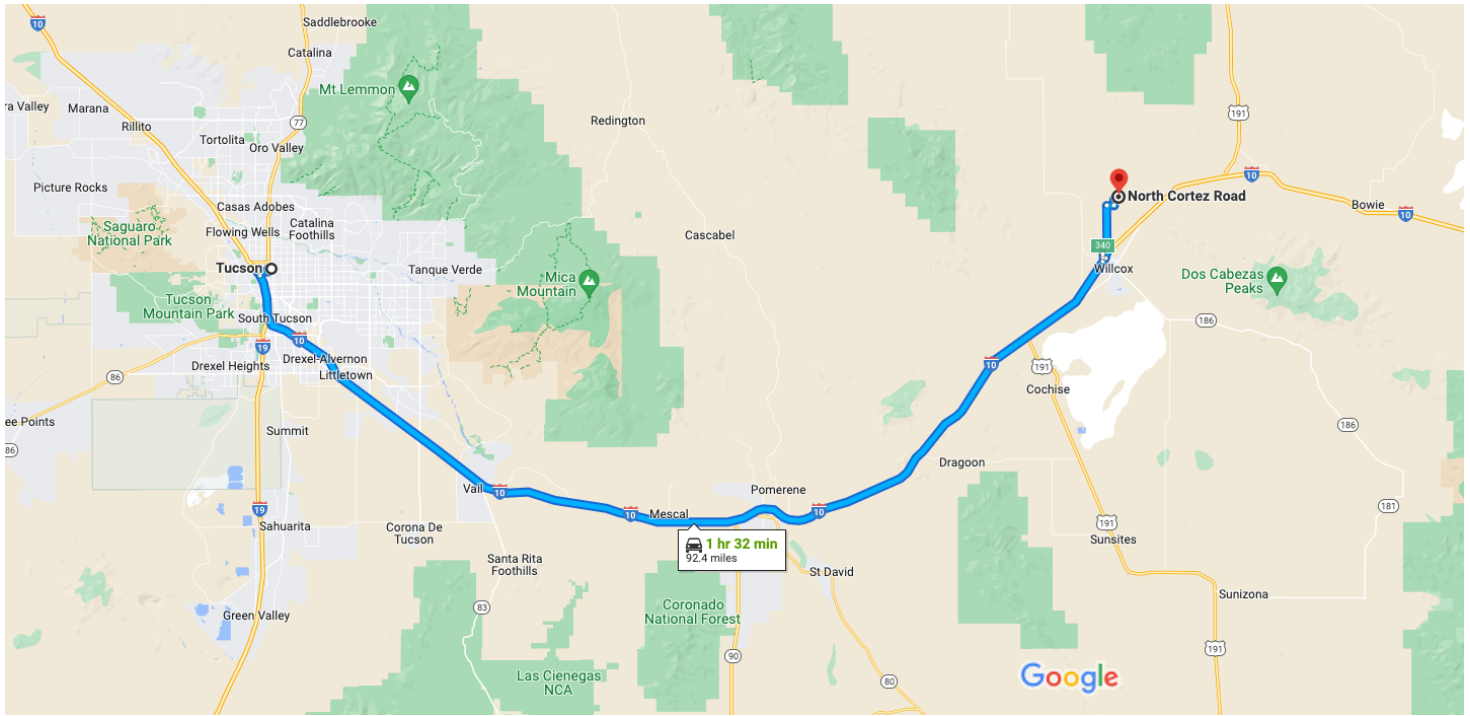 Saddlebrooke
10
Catalina
Mt Lemmon
ra Valley
Marana
Rillito
77
Redington
191
191
Tortolita
Oro Valley
10
Picture Rocks
North Cortez Road
Casas Adobes
Bowie
10
Saguaro
National Park
Flowing Wells
Catalina
Foothills
Cascabel
340
Tucson
Tanque Verde
Willcox
Mica
Mountain
Dos Cabezas
Peaks
Tucson
Mountain Park
South Tucson
186
10
19
Drexel-Alvernon
Drexel Heights
Littletown
86
10
191
Cochise
ee Points
Summit
186
86
Dragoon
Vail
10
Pomerene
19
Sahuarita
Corona De
Tucson
10
Mescal
10
181
191
Sunsites
1 hr 32 min
92.4 miles
Santa Rita
Foothills
St David
Sunizona
83
Green Valley
Coronado
National Forest
90
191
Las Cienegas
NCA
80
Google